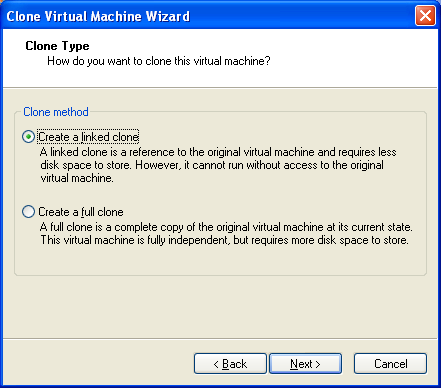 Clone Virtual Machine Wizard
Clone Type
How do you want to clone this virtual machine?
Clone method
Create a linked clone
A linked clone is a reference to the original virtual machine and requires less
disk space to store. However, it cannot run without access to the original
virtual machine.
Create a full clone
A full clone is a complete copy of the original virtual machine at its current state.
This virtual machine is fully independent, but requires more disk space to store.
< Back Next > Cancel